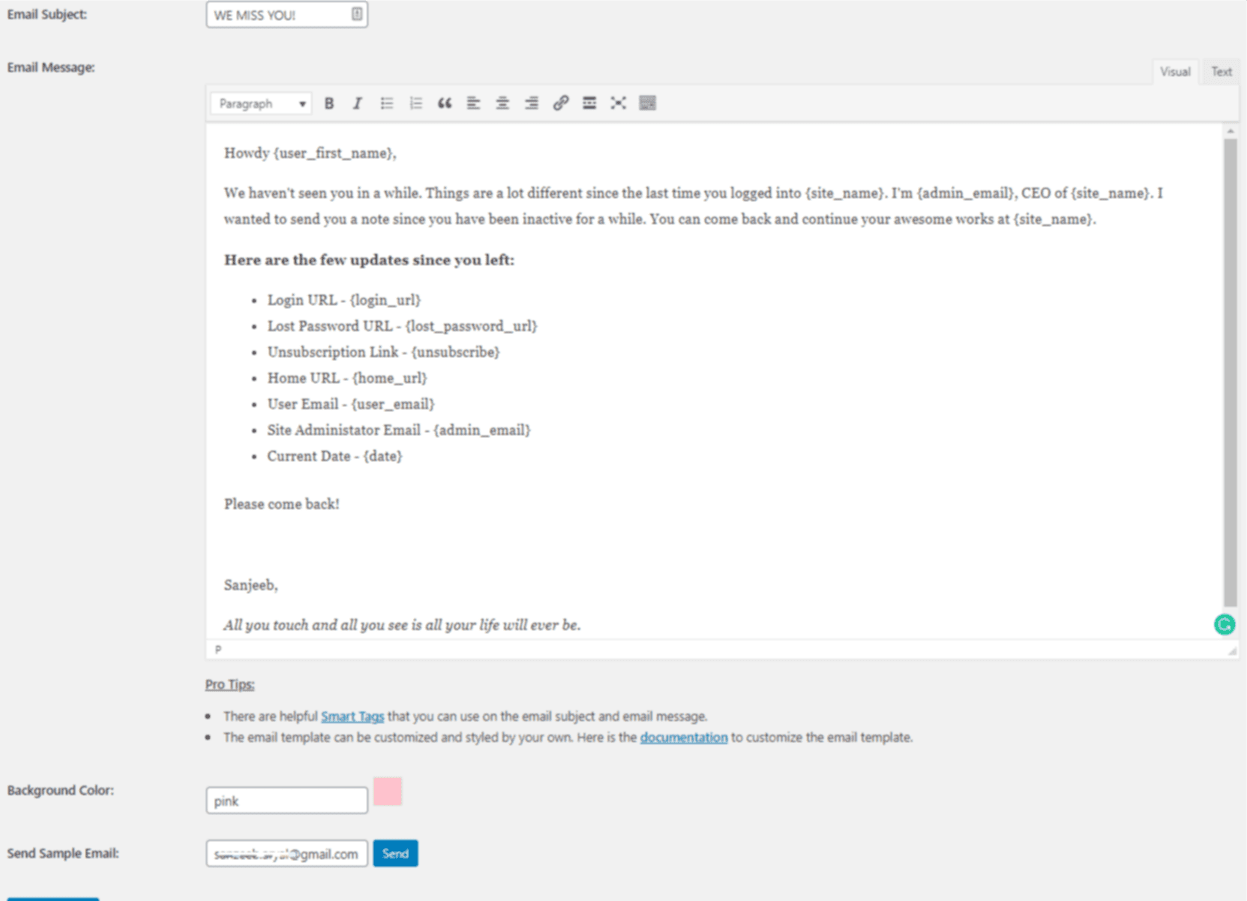 Email Subject:
WE MISS YOU!
Email Message:
Visual Text
Paragraph
Howdy {user_first_name},
We haven't seen you in a while. Things are a lot different since the last time you logged into {site_name}. I'm {admin_email}, CEO of {site_name}. I
wanted to send you a note since you have been inactive for a while. You can come back and continue your awesome works at {site_name}.
Here are the few updates since you left:
• Login URL - {login_url}
• Lost Password URL - {lost_password_url}
• Unsubscription Link - {unsubscribe}
• Home URL - {home_url}
• User Email - {user_email}
• Site Administator Email - {admin_email}
• Current Date - {date}
Please come back!
Sanjeeb,
All you touch and all you see is all your life will ever be.
P
Pro Tips:
• There are helpful Smart Tags that you can use on the email subject and email message.
• The email template can be customized and styled by your own. Here is the documentation to customize the email template.
Background Color:
pink
Send Sample Email:
@gmail.com Send